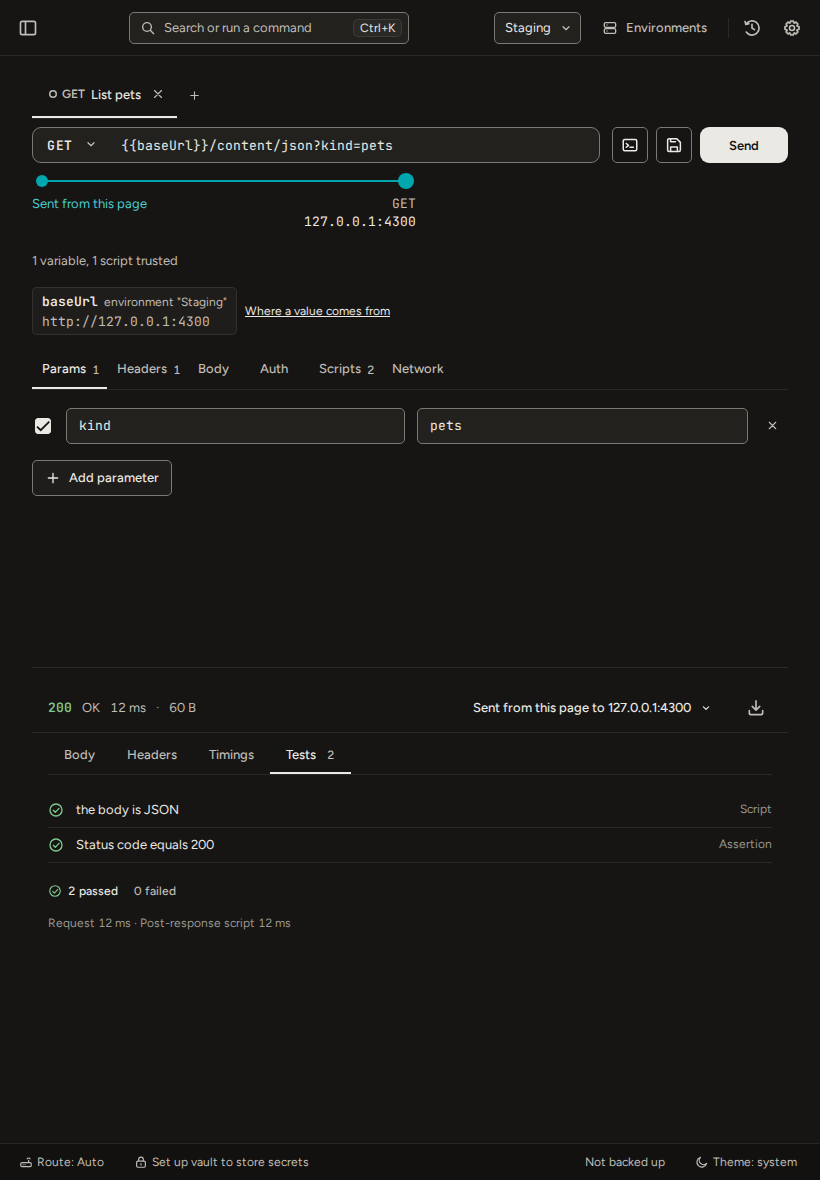 Search or run a command Ctrl+K Staging Environments
GET List pets
GET {{baseUrl}}/content/json?kind=pets Send
Sent from this page GET
127.0.0.1:4300
1 variable, 1 script trusted
baseUrl environment "Staging"
http://127.0.0.1:4300
Where a value comes from
Params 1 Headers 1 Body Auth Scripts 2 Network
kind pets
Add parameter
200 OK 12 ms · 60 B Sent from this page to 127.0.0.1:4300
Body Headers Timings Tests 2
the body is JSON Script
Status code equals 200 Assertion
2 passed 0 failed
Request 12 ms · Post-response script 12 ms
Route: Auto Set up vault to store secrets Not backed up Theme: system